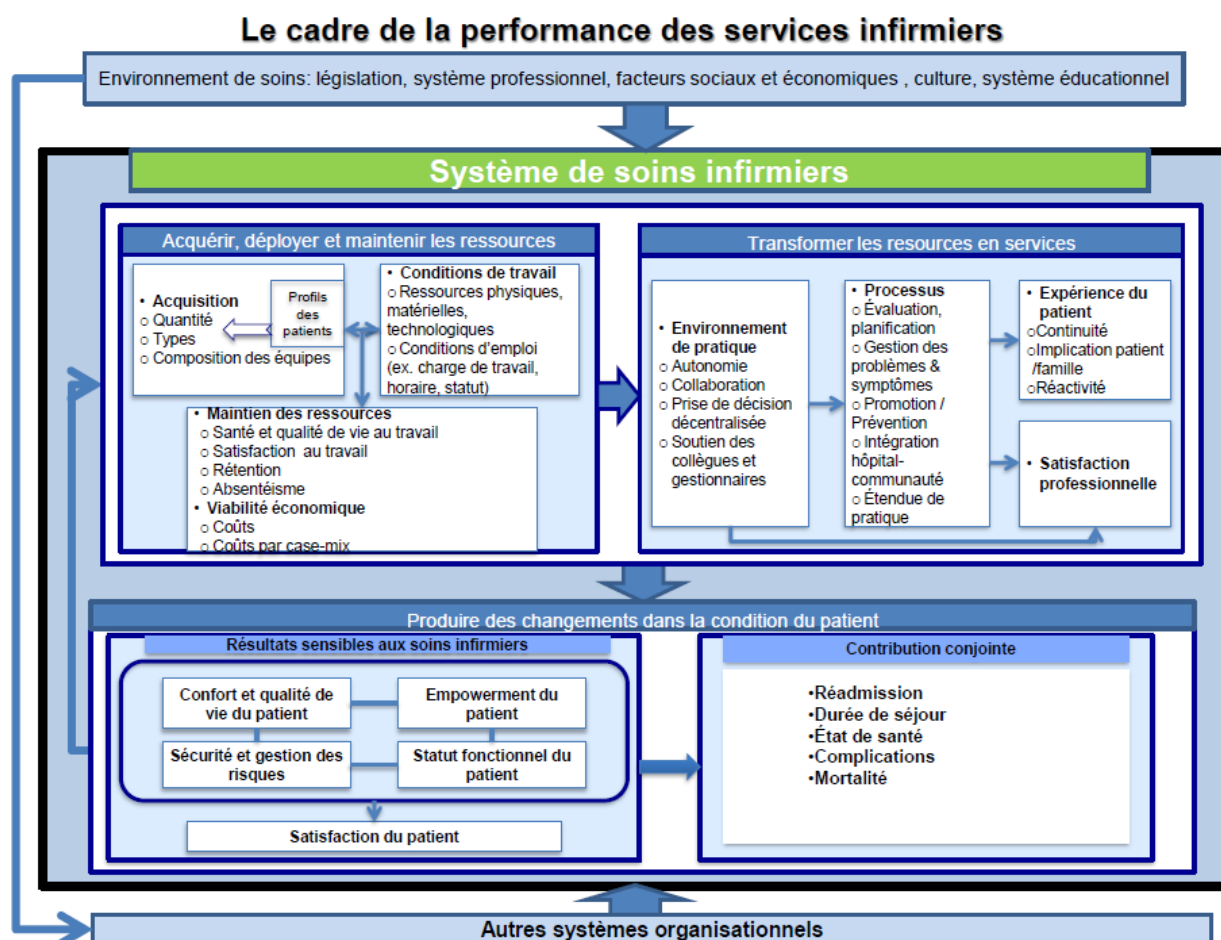 Le cadre de la performance des services infirmiers
Environnement de soins: législation, système professionnel, facteurs sociaux et économiques , culture, système éducationnel
Système de soins infirmiers
Acquérir, déployer et maintenir les ressources
• Acquisition
○ Quantité
○ Types
○ Composition des équipes
Profils
des
patients
• Conditions de travail
○ Ressources physiques,
matérielles,
technologiques
○ Conditions d'emploi
(ex. charge de travail,
horaire, statut)
• Maintien des ressources
○ Santé et qualité de vie au travail
○ Satisfaction au travail
○ Rétention
○ Absentéisme
• Viabilité économique
○ Coûts
○ Coûts par case-mix
Transformer les resources en services
• Environnement
de pratique
○ Autonomie
○ Collaboration
○ Prise de décision
décentralisée
○ Soutien des
collègues et
gestionnaires
• Processus
○ Évaluation,
planification
○ Gestion des
problèmes &
symptômes
○ Promotion /
Prévention
○ Intégration
hôpital-
communauté
○ Étendue de
pratique
• Expérience du
patient
○ Continuité
○ Implication patient
/famille
○ Réactivité
• Satisfaction
professionnelle
Produire des changements dans la condition du patient
Résultats sensibles aux soins infirmiers
Confort et qualité de
vie du patient
Empowerment du
patient
Sécurité et gestion des
risques
Statut fonctionnel du
patient
Satisfaction du patient
Contribution conjointe
•Réadmission
•Durée de séjour
•État de santé
•Complications
•Mortalité
Autres systèmes organisationnels